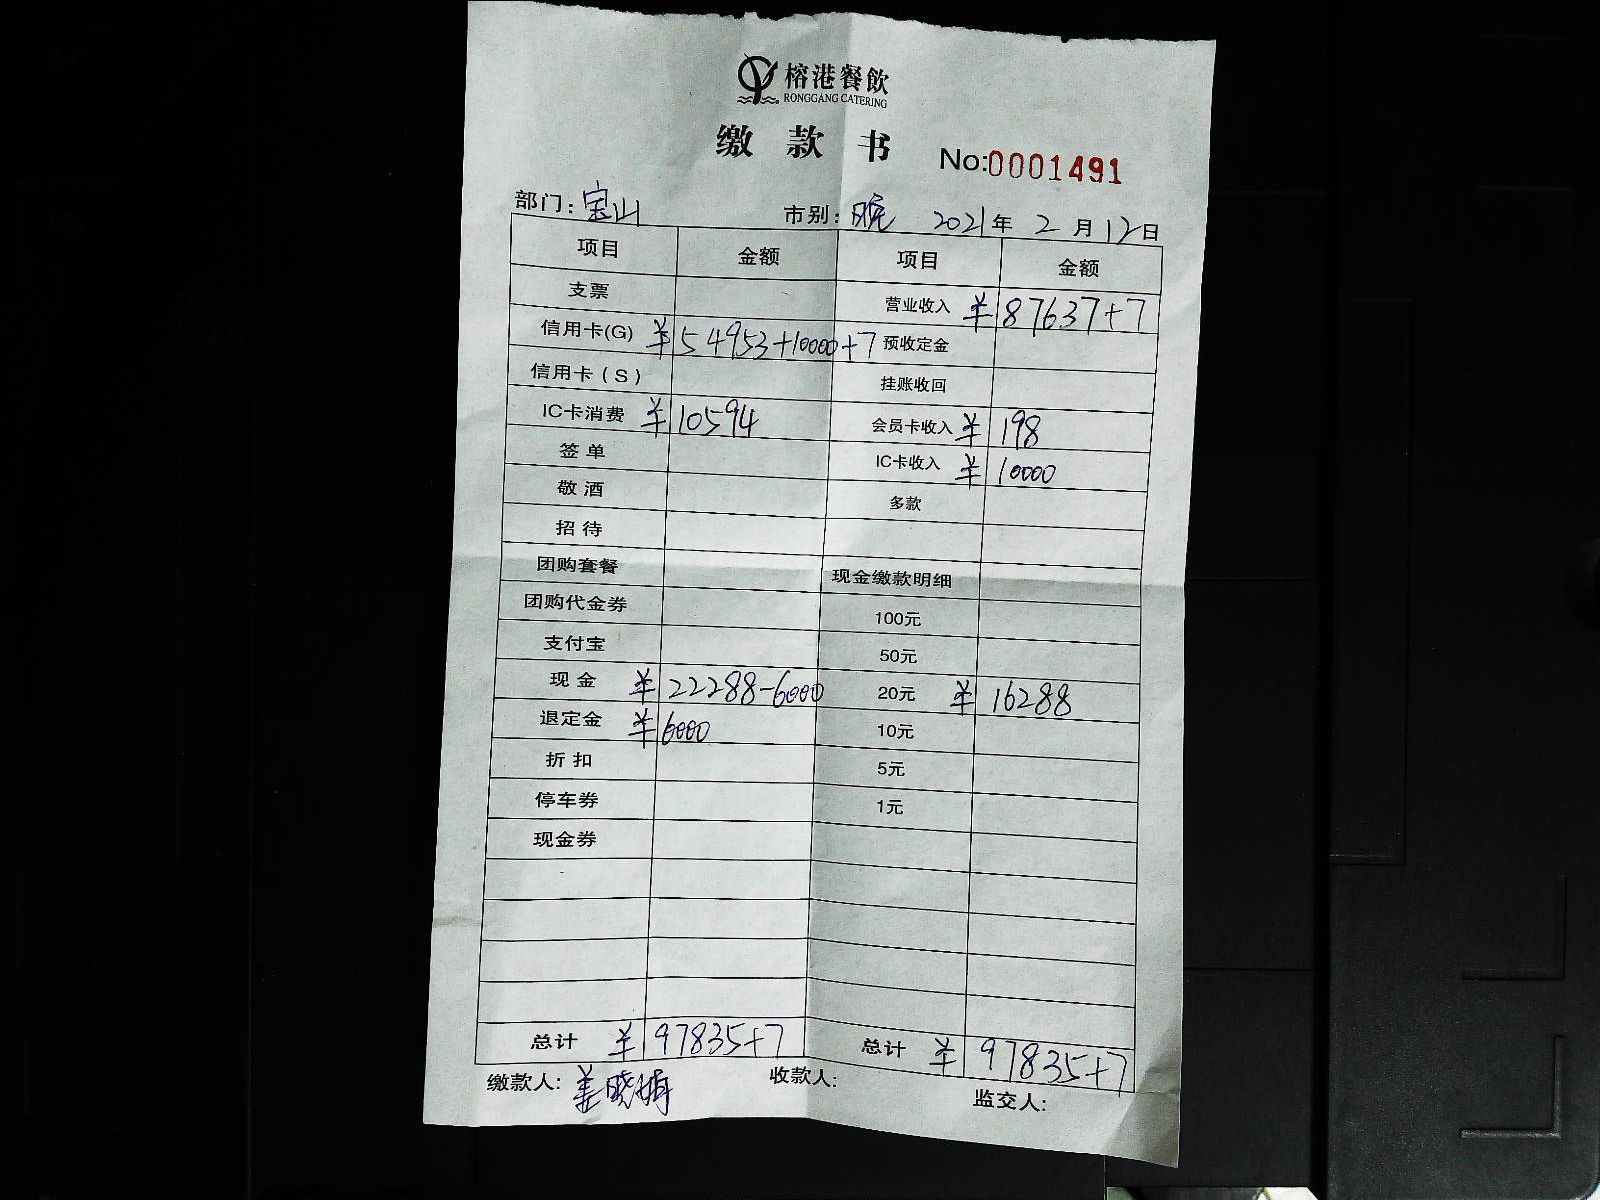 榕港餐飲
RONGGANG CATERING
缴款书
No:0001491
部门:宝山 市别:晚 2021年2月12日
项目 金额 项目 金额
支票 营业收入 ¥87637+7
信用卡(G) ¥54953+10000+7 预收定金
信用卡(S) 挂账收回
IC卡消费 ¥10594 会员卡收入 ¥198
签单 IC卡收入 ¥10000
敬酒 多款
招待
团购套餐 现金缴款明细
团购代金券 100元
支付宝 50元
现金 ¥22288-6000 20元 ¥16288
退定金 ¥6000 10元
折扣 5元
停车券 1元
现金券
总计 ¥97835+7 总计 ¥97835+7
缴款人:姜晓 收款人: 监交人: